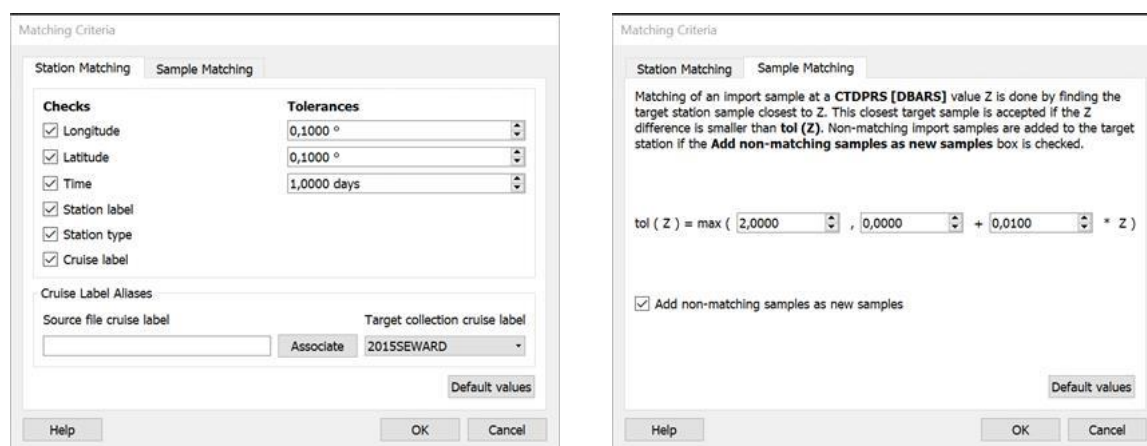 Matching Criteria
Station Matching Sample Matching
Checks Tolerances
Longitude 0,1000 °
Latitude 0,1000 °
Time 1,0000 days
Station label
Station type
Cruise label
Cruise Label Aliases
Source file cruise label Target collection cruise label
Associate 2015SEWARD
Default values
Help OK Cancel
Matching Criteria
Station Matching Sample Matching
Matching of an import sample at a CTDPRS [DBARS] value Z is done by finding the
target station sample closest to Z. This closest target sample is accepted if the Z
difference is smaller than tol (Z). Non-matching import samples are added to the target
station if the Add non-matching samples as new samples box is checked.
tol ( Z ) = max ( 2,0000 , 0,0000 + 0,0100 * Z )
Add non-matching samples as new samples
Default values
Help OK Cancel